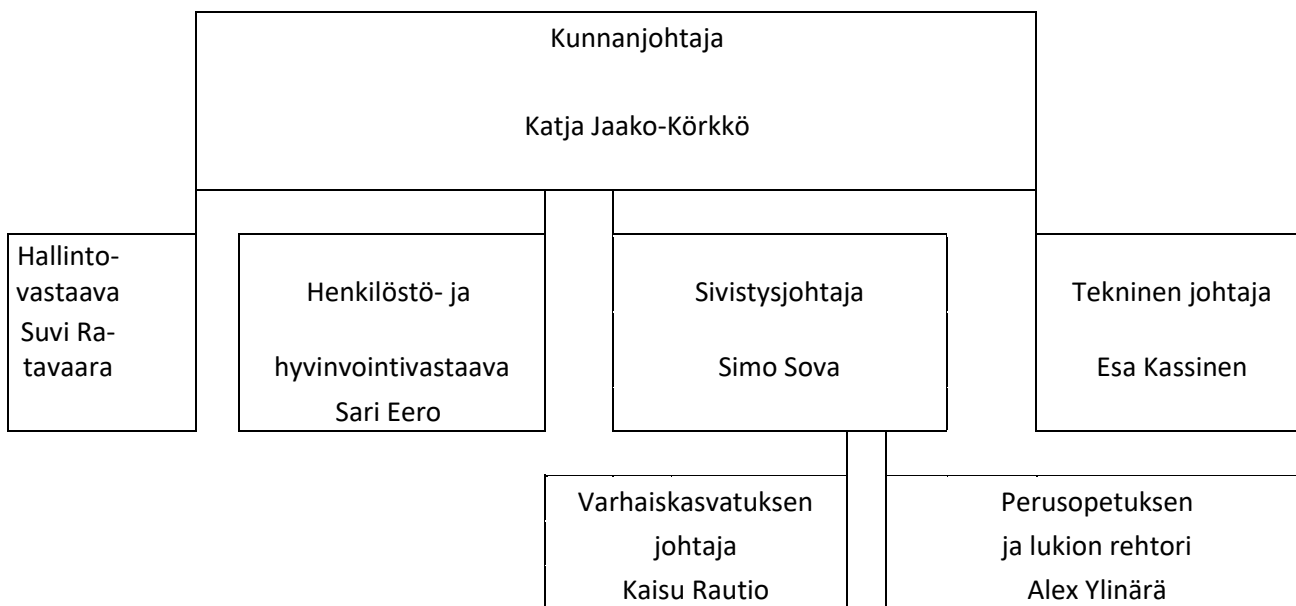 Kunnanjohtaja
Katja Jaako-Körkkö
Hallinto-
vastaava
Suvi Ra-
tavaara
Henkilöstö- ja
hyvinvointivastaava
Sari Eero
Sivistysjohtaja
Simo Sova
Tekninen johtaja
Esa Kassinen
Varhaiskasvatuksen
johtaja
Kaisu Rautio
Perusopetuksen
ja lukion rehtori
Alex Ylinärä